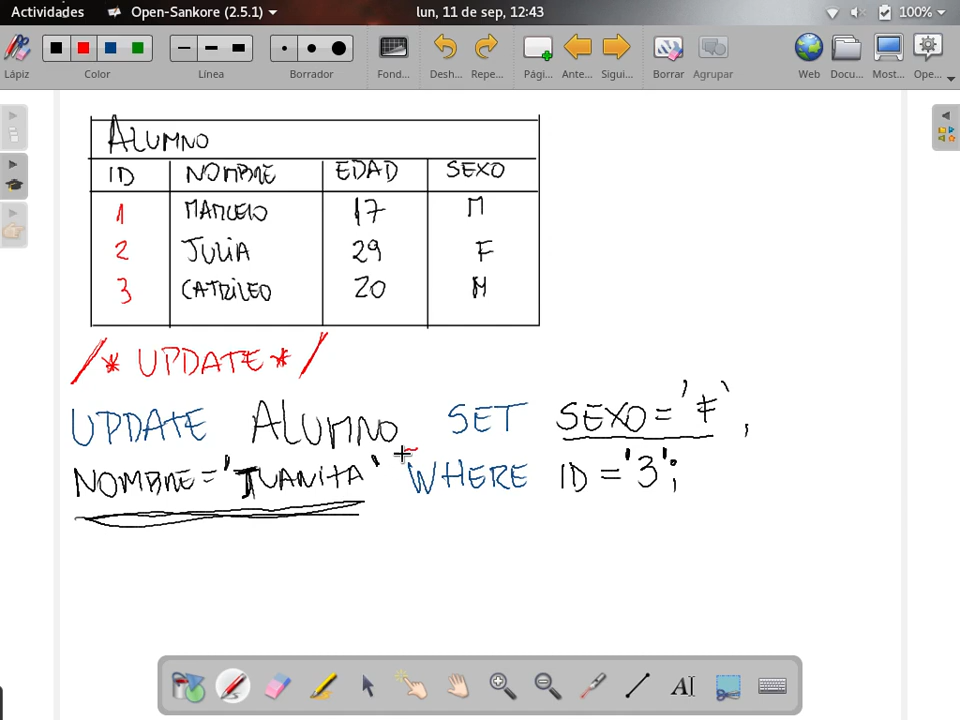 Actividades Open-Sankore (2.5.1) lun, 11 de sep, 12:43 100%
Lápiz Color Línea Borrador Fond... Desh... Repe... Pági... Ante... Sigui... Borrar Agrupar Web Docu... Most... Ope...
ALUMNO
ID NOMBRE EDAD SEXO
1 MARCELO 17 M
2 JULIA 29 F
3 CATRILEO 20 M
/* UPDATE */
UPDATE ALUMNO SET SEXO = 'F',
NOMBRE = 'JUANITA' WHERE ID = '3';